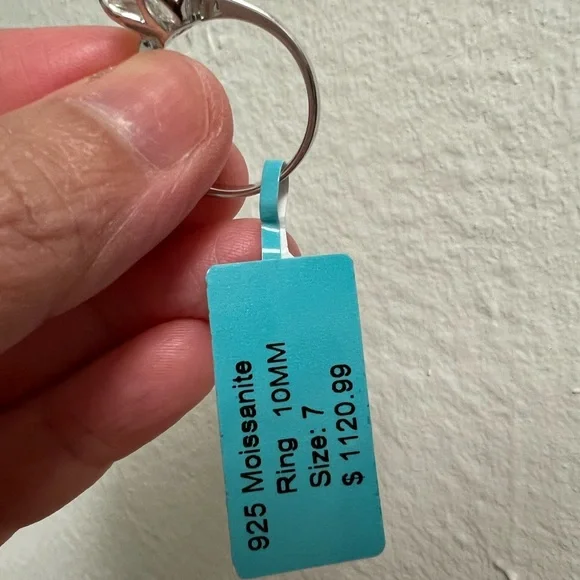 925 Moissanite
Ring 10MM
Size: 7
$ 1120.99